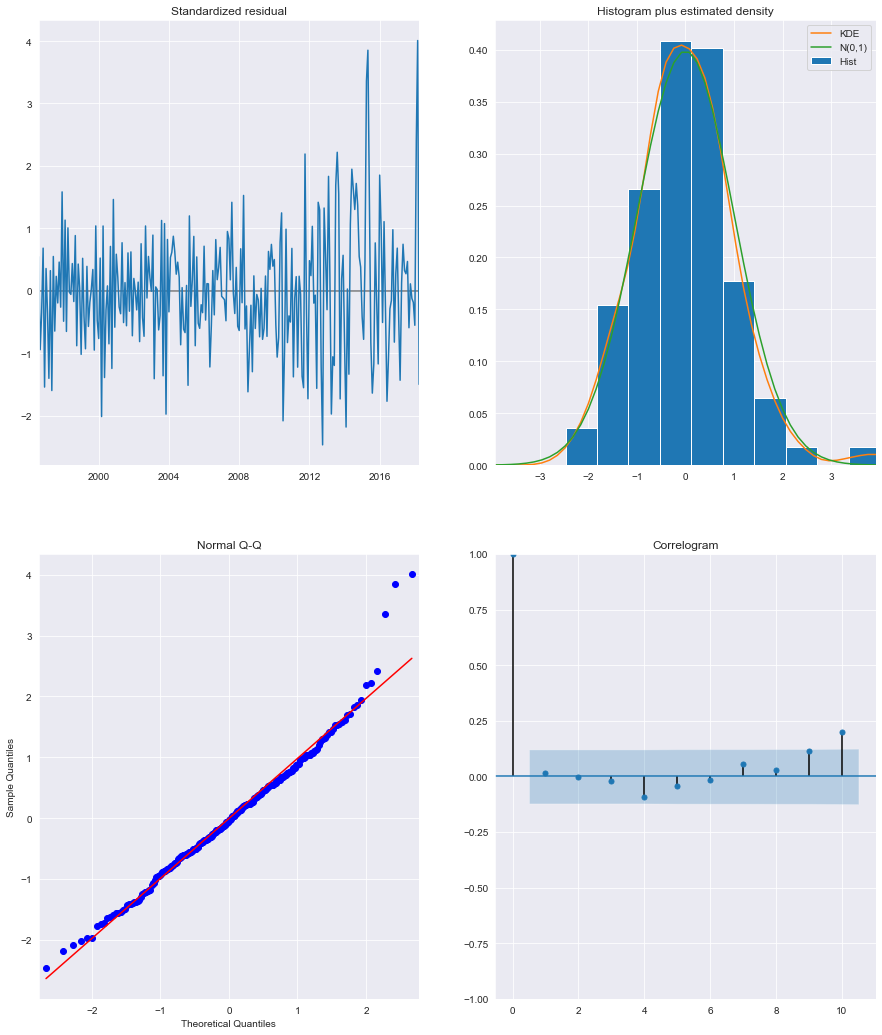 Standardized residual
4
3
2
1
0
−1
−2
2000 2004 2008 2012 2016
Histogram plus estimated density
KDE
N(0,1)
Hist
0.40
0.35
0.30
0.25
0.20
0.15
0.10
0.05
0.00
−3 −2 −1 0 1 2 3
Normal Q-Q
4
3
2
1
0
−1
−2
Sample Quantiles
−2 −1 0 1 2
Theoretical Quantiles
Correlogram
1.00
0.75
0.50
0.25
0.00
−0.25
−0.50
−0.75
−1.00
0 2 4 6 8 10